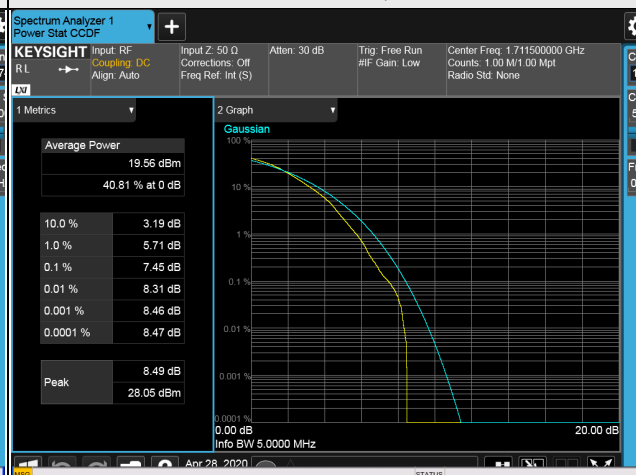 Spectrum Analyzer 1
Power Stat CCDF
KEYSIGHT
R L
LXI
Input: RF
Coupling: DC
Align: Auto
Input Z: 50 Ω
Corrections: Off
Freq Ref: Int (S)
Atten: 30 dB
Trig: Free Run
#IF Gain: Low
Center Freq: 1.711500000 GHz
Counts: 1.00 M/1.00 Mpt
Radio Std: None
1 Metrics
Average Power
19.56 dBm
40.81 % at 0 dB
10.0 % 3.19 dB
1.0 % 5.71 dB
0.1 % 7.45 dB
0.01 % 8.31 dB
0.001 % 8.46 dB
0.0001 % 8.47 dB
Peak
8.49 dB
28.05 dBm
2 Graph
Gaussian
100 %
10 %
1 %
0.1 %
0.01 %
0.001 %
0.0001 %
0.00 dB 20.00 dB
Info BW 5.0000 MHz
Apr 28, 2020
MSG
STATUS